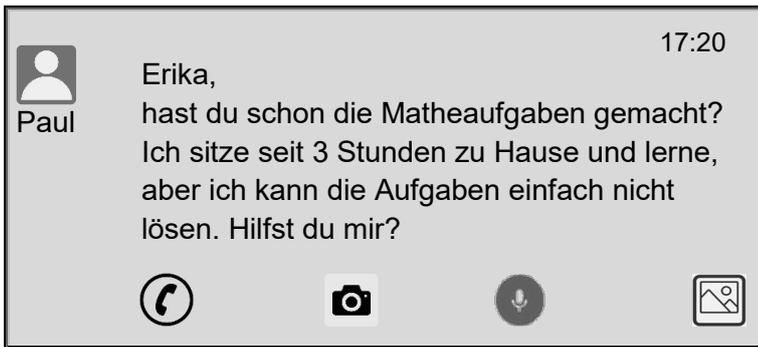 17:20
Erika,
Paul
hast du schon die Matheaufgaben gemacht?
Ich sitze seit 3 Stunden zu Hause und lerne,
aber ich kann die Aufgaben einfach nicht
lösen. Hilfst du mir?